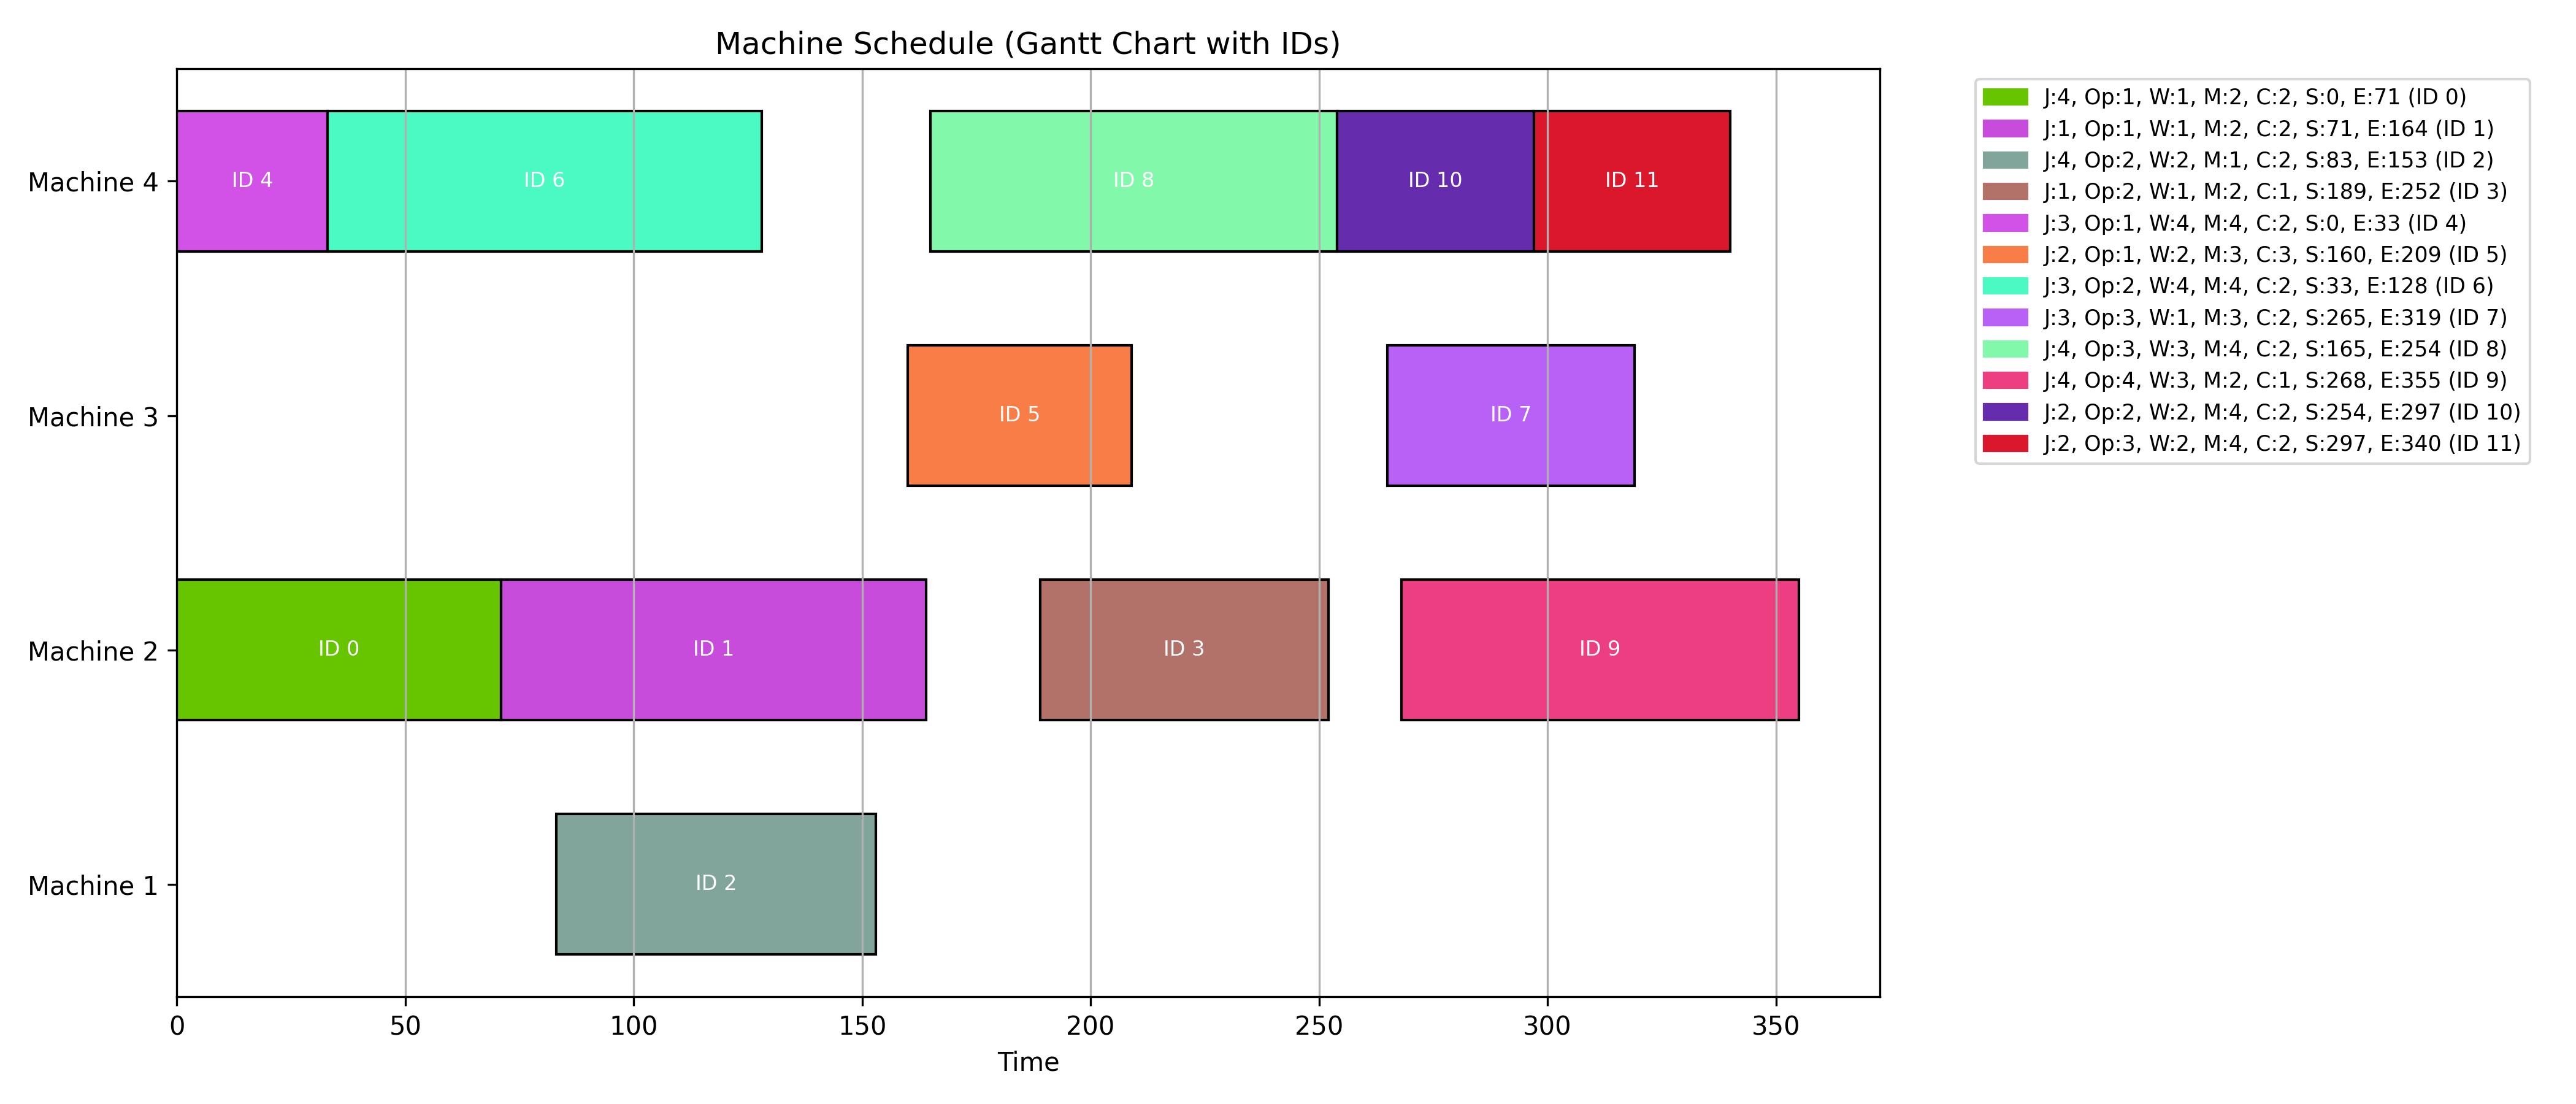 Machine Schedule (Gantt Chart with IDs)
Machine 4
ID 4
ID 6
ID 8
ID 10
ID 11
Machine 3
ID 5
ID 7
Machine 2
ID 0
ID 1
ID 3
ID 9
Machine 1
ID 2
0 50 100 150 200 250 300 350
Time
J:4, Op:1, W:1, M:2, C:2, S:0, E:71 (ID 0)
J:1, Op:1, W:1, M:2, C:2, S:71, E:164 (ID 1)
J:4, Op:2, W:2, M:1, C:2, S:83, E:153 (ID 2)
J:1, Op:2, W:1, M:2, C:1, S:189, E:252 (ID 3)
J:3, Op:1, W:4, M:4, C:2, S:0, E:33 (ID 4)
J:2, Op:1, W:2, M:3, C:3, S:160, E:209 (ID 5)
J:3, Op:2, W:4, M:4, C:2, S:33, E:128 (ID 6)
J:3, Op:3, W:1, M:3, C:2, S:265, E:319 (ID 7)
J:4, Op:3, W:3, M:4, C:2, S:165, E:254 (ID 8)
J:4, Op:4, W:3, M:2, C:1, S:268, E:355 (ID 9)
J:2, Op:2, W:2, M:4, C:2, S:254, E:297 (ID 10)
J:2, Op:3, W:2, M:4, C:2, S:297, E:340 (ID 11)